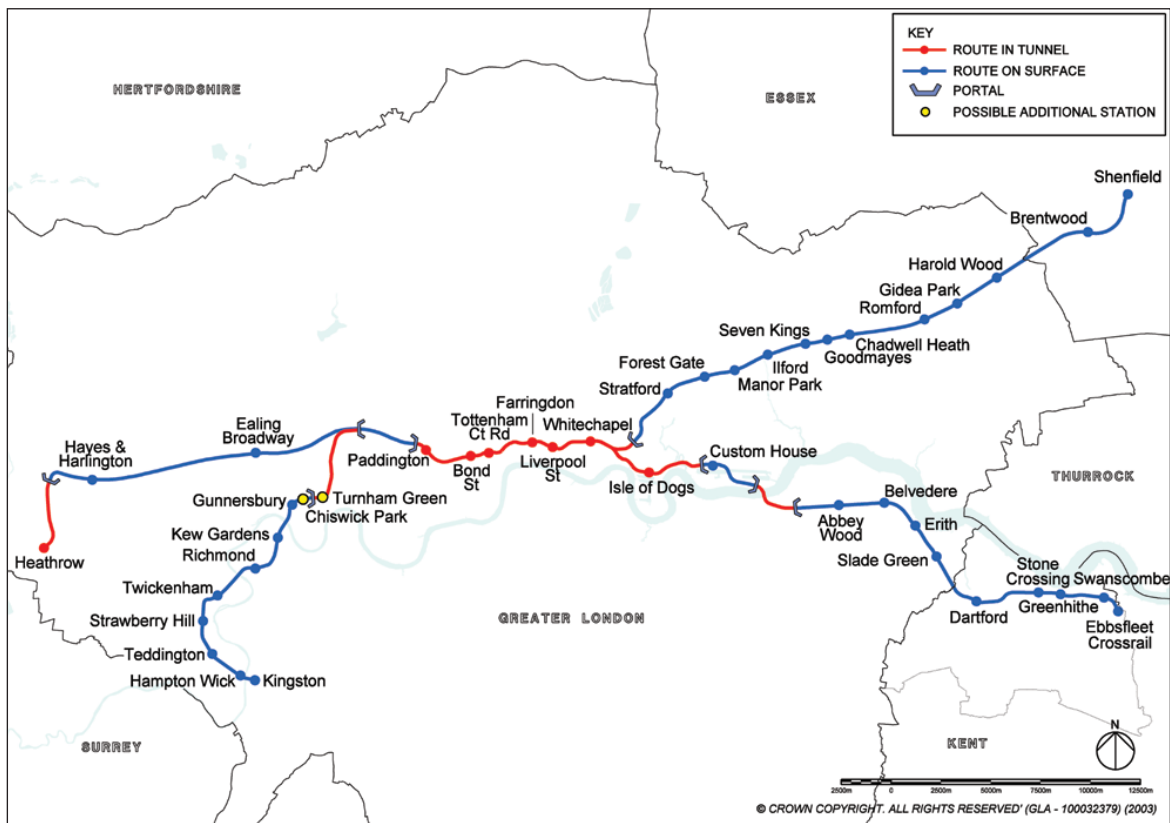 KEY
ROUTE IN TUNNEL
ROUTE ON SURFACE
PORTAL
POSSIBLE ADDITIONAL STATION
HERTFORDSHIRE
ESSEX
Shenfield
Brentwood
Harold Wood
Gidea Park
Romford
Seven Kings
Chadwell Heath
Goodmayes
Ilford
Forest Gate
Manor Park
Stratford
Farringdon
Whitechapel
Tottenham
Ct Rd
Ealing
Broadway
Hayes &
Harlington
Paddington
Bond
St
Liverpool
St
Custom House
Isle of Dogs
THURROCK
Gunnersbury
Turnham Green
Chiswick Park
Belvedere
Abbey
Wood
Erith
Kew Gardens
Richmond
Heathrow
Slade Green
Stone
Crossing
Swanscombe
Twickenham
Strawberry Hill
GREATER LONDON
Dartford
Greenhithe
Ebbsfleet
Crossrail
Teddington
Hampton Wick
Kingston
SURREY
KENT
N
2500m 0 2500m 5000m 7500m 10000m 12500m
© CROWN COPYRIGHT. ALL RIGHTS RESERVED' (GLA - 100032379) (2003)